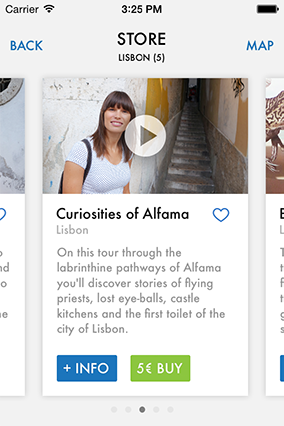 Carrier 3:25 PM
BACK STORE MAP
LISBON (5)
Curiosities of Alfama
Lisbon
On this tour through the
labrinthine pathways of Alfama
you'll discover stories of flying
priests, lost eye-balls, castle
kitchens and the first toilet of the
city of Lisbon.
+ INFO 5€ BUY